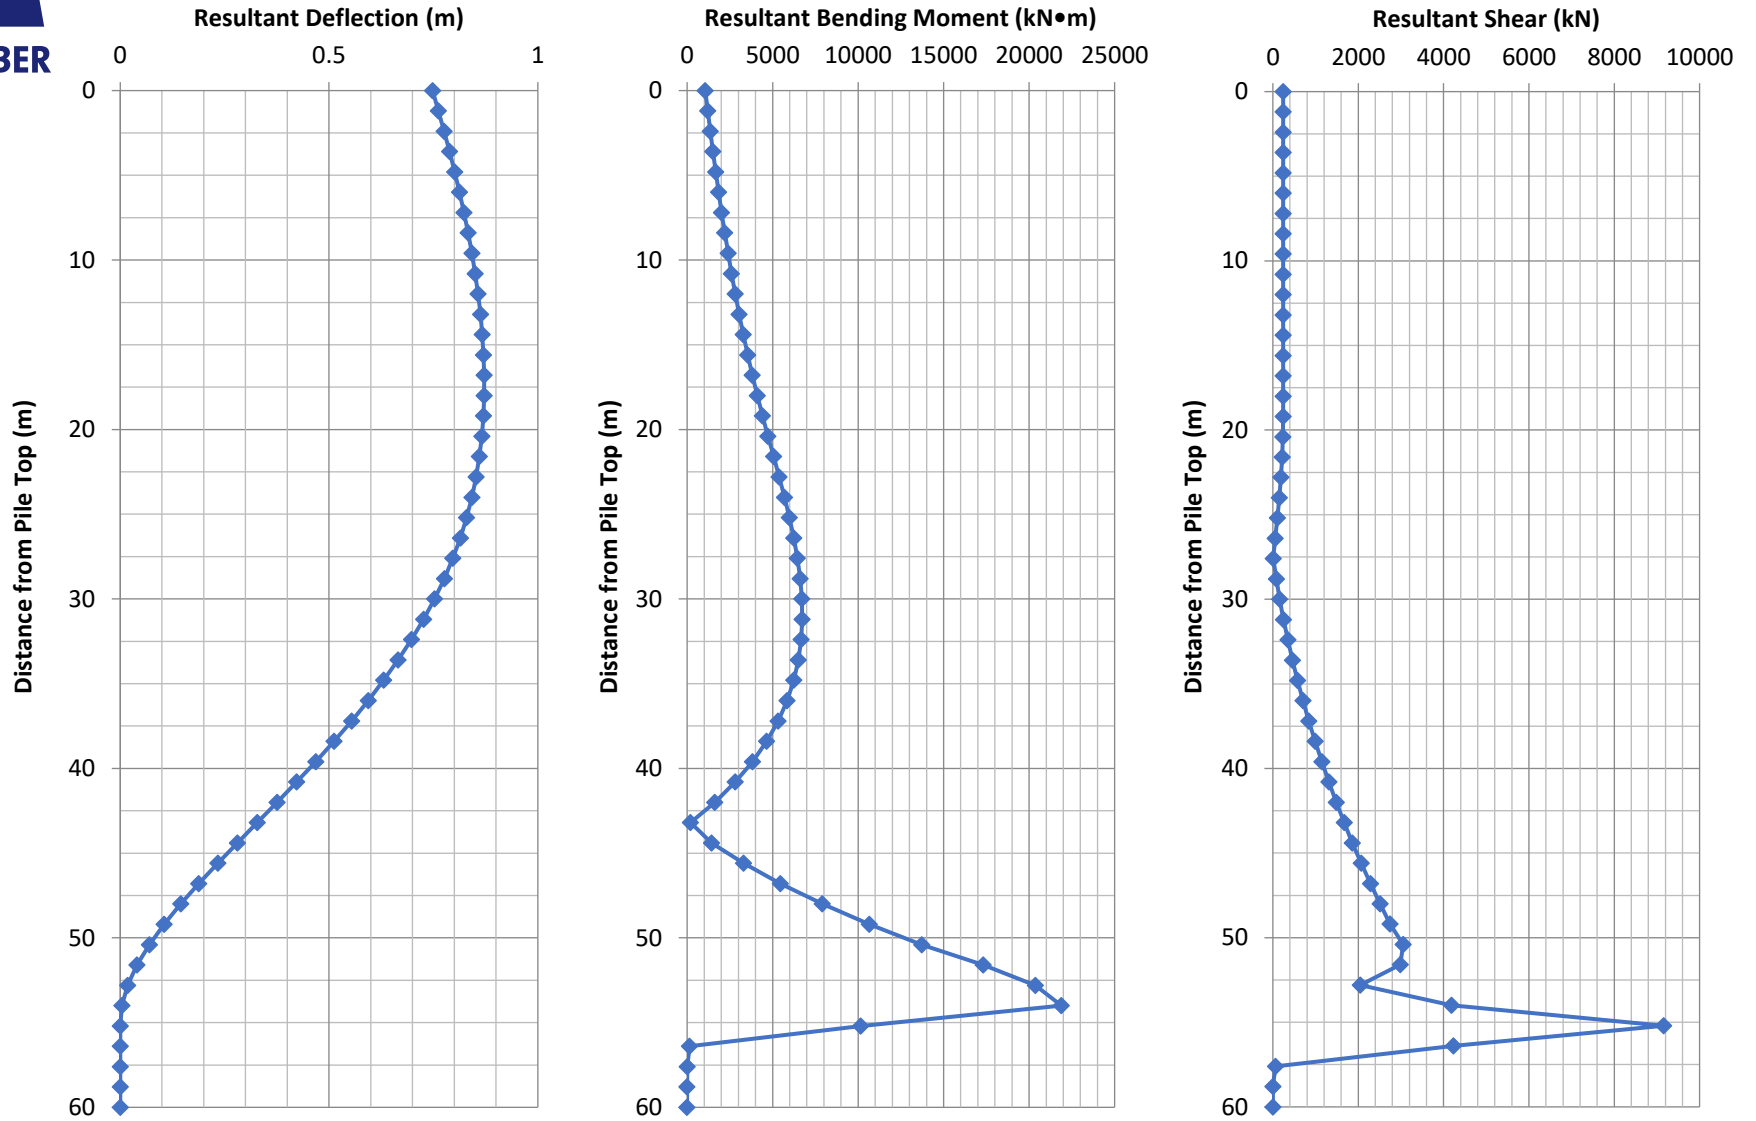 BER
Resultant Deflection (m)
0 0.5 1
0
10
20
30
40
50
60
Distance from Pile Top (m)
Resultant Bending Moment (kN•m)
0 5000 10000 15000 20000 25000
0
10
20
30
40
50
60
Distance from Pile Top (m)
Resultant Shear (kN)
0 2000 4000 6000 8000 10000
0
10
20
30
40
50
60
Distance from Pile Top (m)